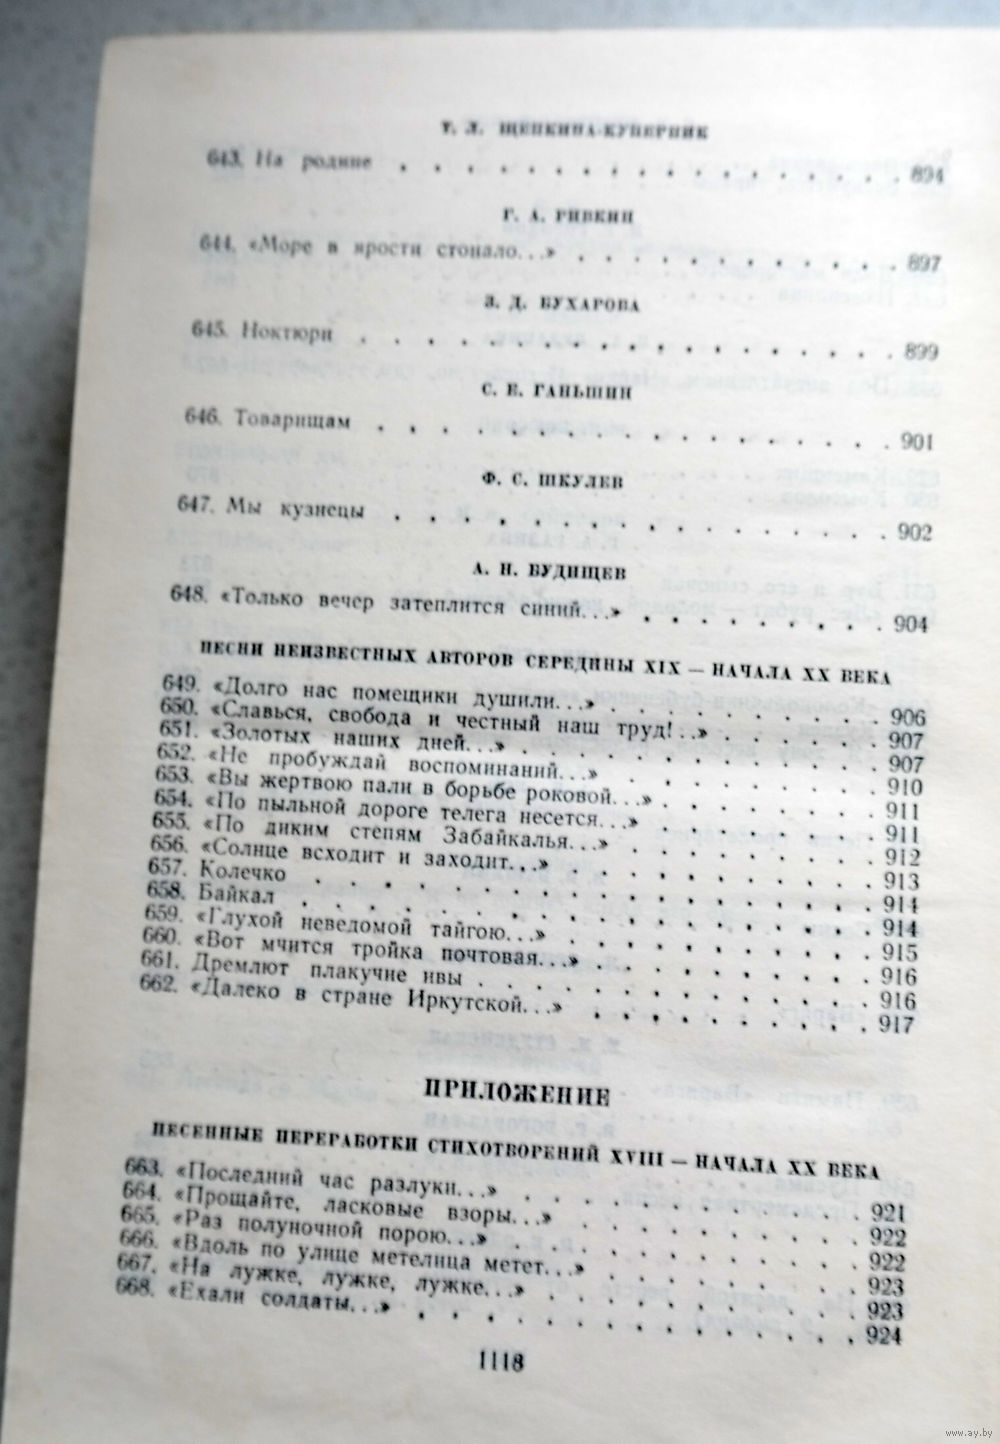 Т. Л. ЩЕПКИНА-КУПЕРНИК
643. На родине . . . . . . . . . . . . . . . . 894
Г. А. РИВКИН
644. «Море в ярости стонало. . .» . . . . . . . . . . 897
З. Д. БУХАРОВА
645. Ноктюрн . . . . . . . . . . . . . . . . 899
С. Е. ГАНЬШИН
646. Товарищам . . . . . . . . . . . . . . . . 901
Ф. С. ШКУЛЕВ
647. Мы кузнецы . . . . . . . . . . . . . . . 902
А. Н. БУДИЩЕВ
648. «Только вечер затеплится синий. . .» . . . . . . . . . 904
ПЕСНИ НЕИЗВЕСТНЫХ АВТОРОВ СЕРЕДИНЫ XIX — НАЧАЛА XX ВЕКА
649. «Долго нас помещики душили. . .» . . . . . . . . . 906
650. «Славься, свобода и честный наш труд! . .» . . . . . . 907
651. «Золотых наших дней. . .» . . . . . . . . . . . 907
652. «Не пробуждай воспоминаний. . .» . . . . . . . . . 910
653. «Вы жертвою пали в борьбе роковой. . .» . . . . . . . 911
654. «По пыльной дороге телега несется. . .» . . . . . . . 911
655. «По диким степям Забайкалья. . .» . . . . . . . . . 912
656. «Солнце всходит и заходит. . .» . . . . . . . . . . 913
657. Колечко . . . . . . . . . . . . . . . . . 914
658. Байкал . . . . . . . . . . . . . . . . . 914
659. «Глухой неведомой тайгою. . .» . . . . . . . . . . 915
660. «Вот мчится тройка почтовая. . .» . . . . . . . . . 916
661. Дремлют плакучие ивы . . . . . . . . . . . . . 916
662. «Далеко в стране Иркутской. . .» . . . . . . . . . . 917
ПРИЛОЖЕНИЕ
ПЕСЕННЫЕ ПЕРЕРАБОТКИ СТИХОТВОРЕНИЙ XVIII — НАЧАЛА XX ВЕКА
663. «Последний час разлуки. . .» . . . . . . . . . . . 921
664. «Прощайте, ласковые взоры. . .» . . . . . . . . . . 922
665. «Раз полуночной порою. . .» . . . . . . . . . . . 922
666. «Вдоль по улице метелица метет. . .» . . . . . . . . 923
667. «На лужке, лужке, лужке. . .» . . . . . . . . . . . 923
668. «Ехали солдаты. . .» . . . . . . . . . . . . . . 924
1118
www.ay.by